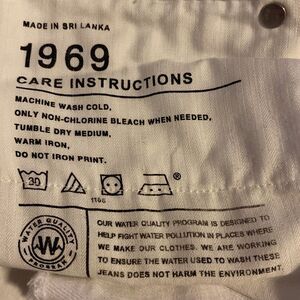 MADE IN SRI LANKA
1969
CARE INSTRUCTIONS
MACHINE WASH COLD,
ONLY NON-CHLORINE BLEACH WHEN NEEDED,
TUMBLE DRY MEDIUM,
WARM IRON,
DO NOT IRON PRINT.
30
®
WATER QUALITY
W
PROGRAM
OUR WATER QUALITY PROGRAM IS DESIGNED TO
HELP FIGHT WATER POLLUTION IN PLACES WHERE
WE MAKE OUR CLOTHES. WE ARE WORKING
TO ENSURE THE WATER USED TO WASH THESE
JEANS DOES NOT HARM THE ENVIRONMENT.